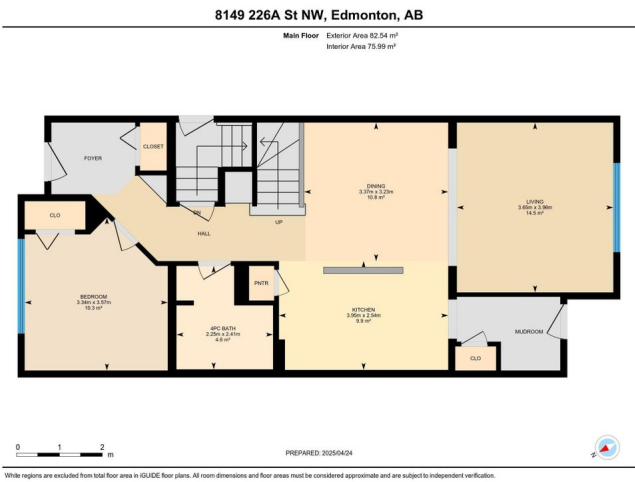 8149 226A St NW, Edmonton, AB
Main Floor Exterior Area 82.54 m²
Interior Area 75.99 m²
FOYER
CLOSET
CLO
DN
HALL
UP
DINING
3.37m x 3.23m
10.8 m²
LIVING
3.65m x 3.96m
14.5 m²
BEDROOM
3.34m x 3.57m
10.3 m²
4PC BATH
2.25m x 2.41m
4.6 m²
PNTR
KITCHEN
3.95m x 2.54m
9.9 m²
MUDROOM
CLO
0 1 2
m
PREPARED: 2025/04/24
N
White regions are excluded from total floor area in iGUIDE floor plans. All room dimensions and floor areas must be considered approximate and are subject to independent verification.